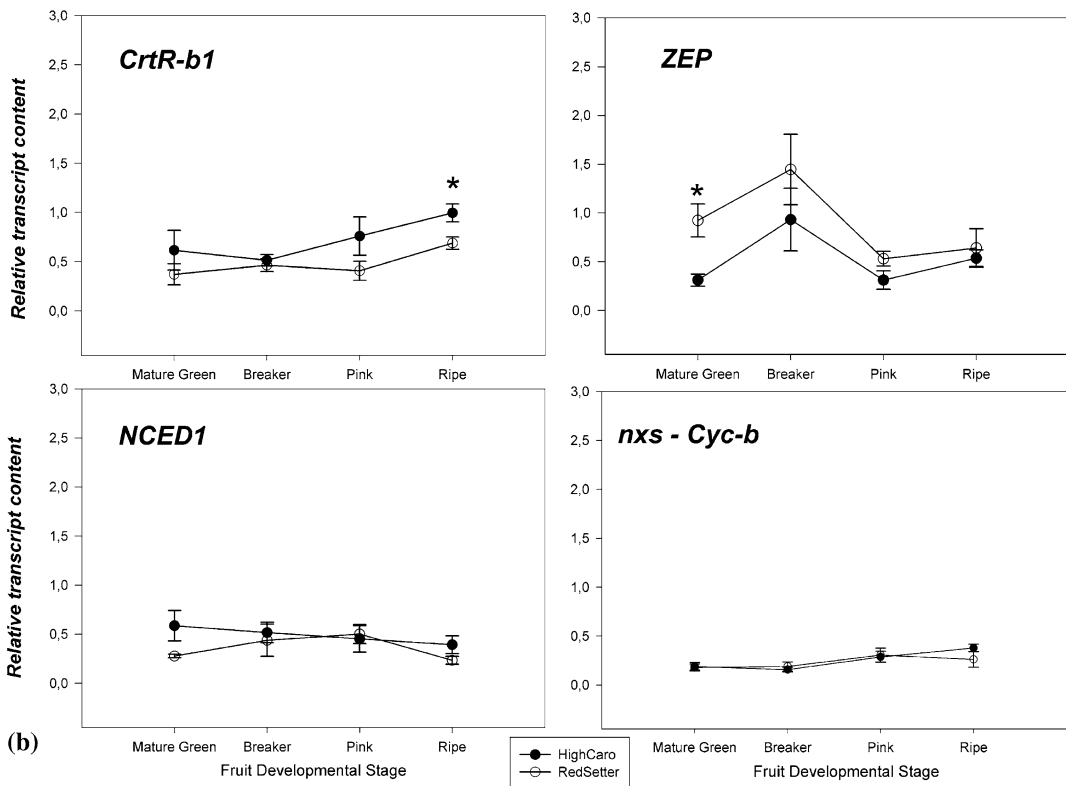 CrtR-b1
Relative transcript content
3,0
2,5
2,0
1,5
1,0
0,5
0,0
*
Mature Green Breaker Pink Ripe
ZEP
3,0
2,5
2,0
1,5
1,0
0,5
0,0
*
Mature Green Breaker Pink Ripe
NCED1
Relative transcript content
3,0
2,5
2,0
1,5
1,0
0,5
0,0
Mature Green Breaker Pink Ripe
Fruit Developmental Stage
nxs - Cyc-b
3,0
2,5
2,0
1,5
1,0
0,5
0,0
Mature Green Breaker Pink Ripe
Fruit Developmental Stage
(b)
HighCaro
RedSetter